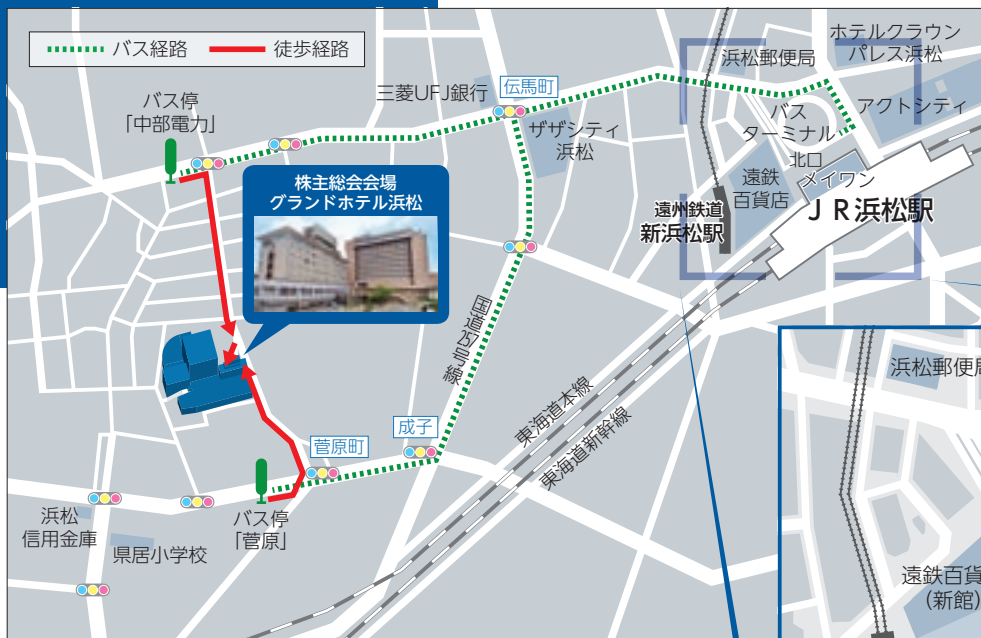 バス経路
徒歩経路
バス停
「中部電力」
三菱UFJ銀行
伝馬町
ザザシティ
浜松
浜松郵便局
ホテルクラウン
パレス浜松
アクトシティ
バス
ターミナル
北口
メイワン
遠鉄
百貨店
JR浜松駅
遠州鉄道
新浜松駅
株主総会会場
グランドホテル浜松
国道257号線
東海道本線
東海道新幹線
成子
菅原町
バス停
「菅原」
浜松
信用金庫
県居小学校
浜松郵便局
遠鉄百貨
(新館)